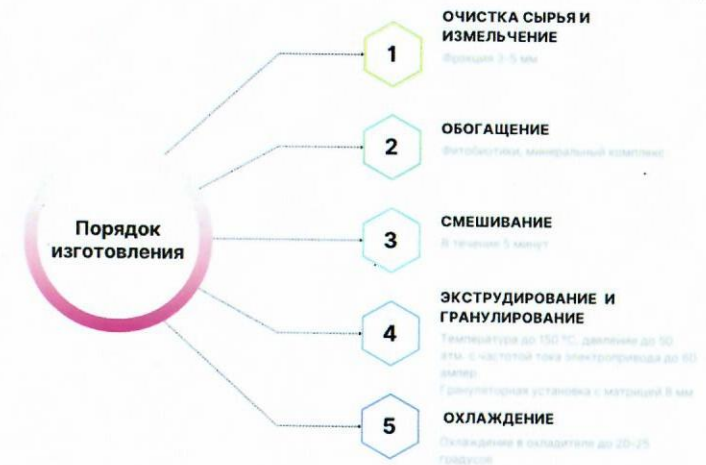 1
ОЧИСТКА СЫРЬЯ И
ИЗМЕЛЬЧЕНИЕ
Фракция 3-5 мм
2
ОБОГАЩЕНИЕ
Фитобиотики, минеральный комплекс
Порядок
изготовления
3
СМЕШИВАНИЕ
В течение 5 минут
4
ЭКСТРУДИРОВАНИЕ И
ГРАНУЛИРОВАНИЕ
Температура до 150 °C, давление до 50
атм. с частотой тока электропривода до 60
ампер.
Грануляторная установка с матрицей 8 мм
5
ОХЛАЖДЕНИЕ
Охлаждение в охладителе до 20-25
градусов